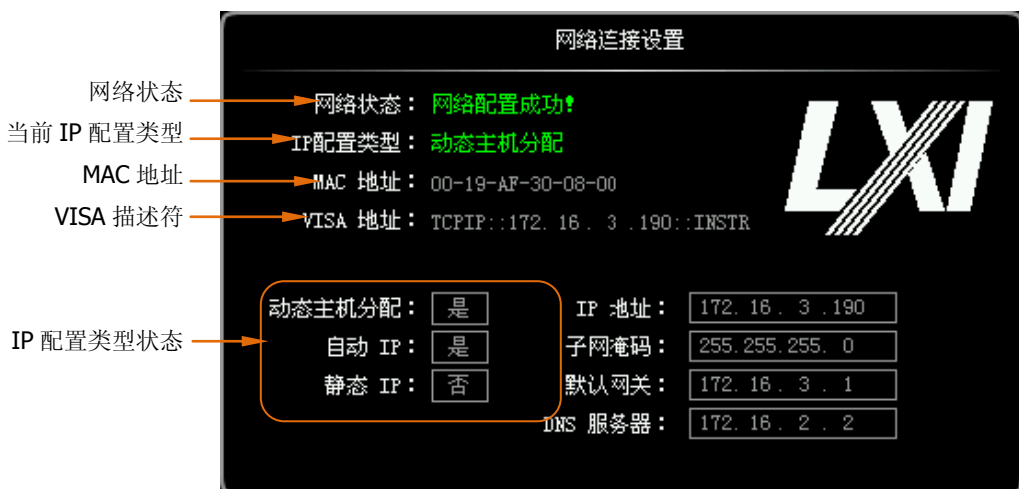 网络连接设置
网络状态
网络状态： 网络配置成功!
当前 IP 配置类型
IP配置类型： 动态主机分配
MAC 地址
MAC 地址： 00-19-AF-30-08-00
VISA 描述符
VISA 地址： TCPIP::172. 16 . 3 .190::INSTR
LXI
动态主机分配： 是
IP 地址： 172. 16 . 3 .190
IP 配置类型状态
自动 IP： 是
子网掩码： 255.255.255. 0
静态 IP： 否
默认网关： 172. 16 . 3 . 1
DNS 服务器： 172. 16 . 2 . 2